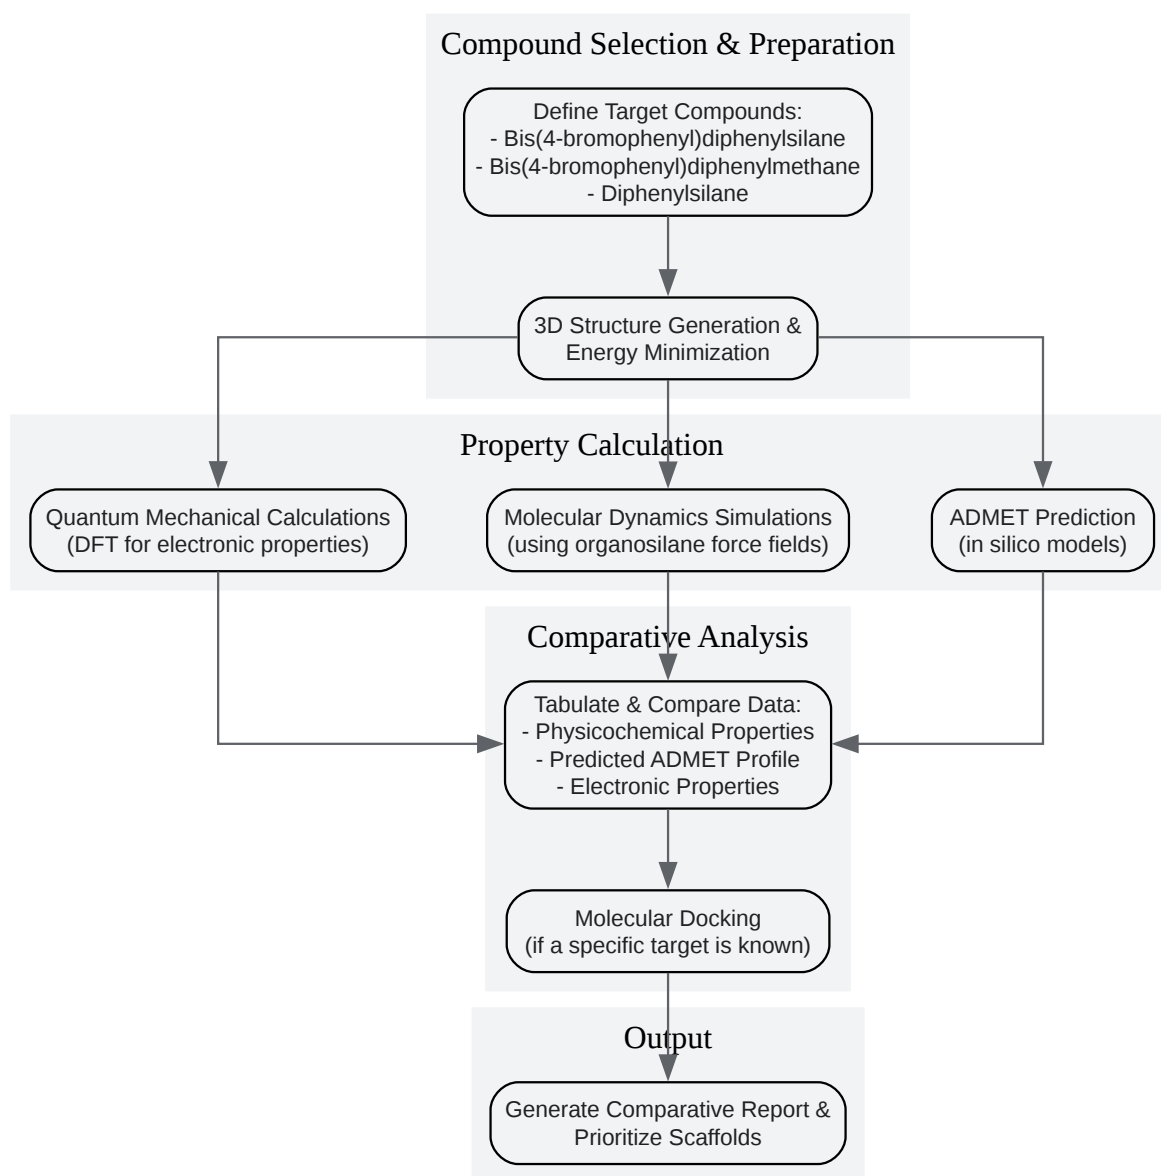 Compound Selection & Preparation
Define Target Compounds:
- Bis(4-bromophenyl)diphenylsilane
- Bis(4-bromophenyl)diphenylmethane
- Diphenylsilane
3D Structure Generation &
Energy Minimization
Property Calculation
Quantum Mechanical Calculations
(DFT for electronic properties)
Molecular Dynamics Simulations
(using organosilane force fields)
ADMET Prediction
(in silico models)
Comparative Analysis
Tabulate & Compare Data:
- Physicochemical Properties
- Predicted ADMET Profile
- Electronic Properties
Molecular Docking
(if a specific target is known)
Output
Generate Comparative Report &
Prioritize Scaffolds